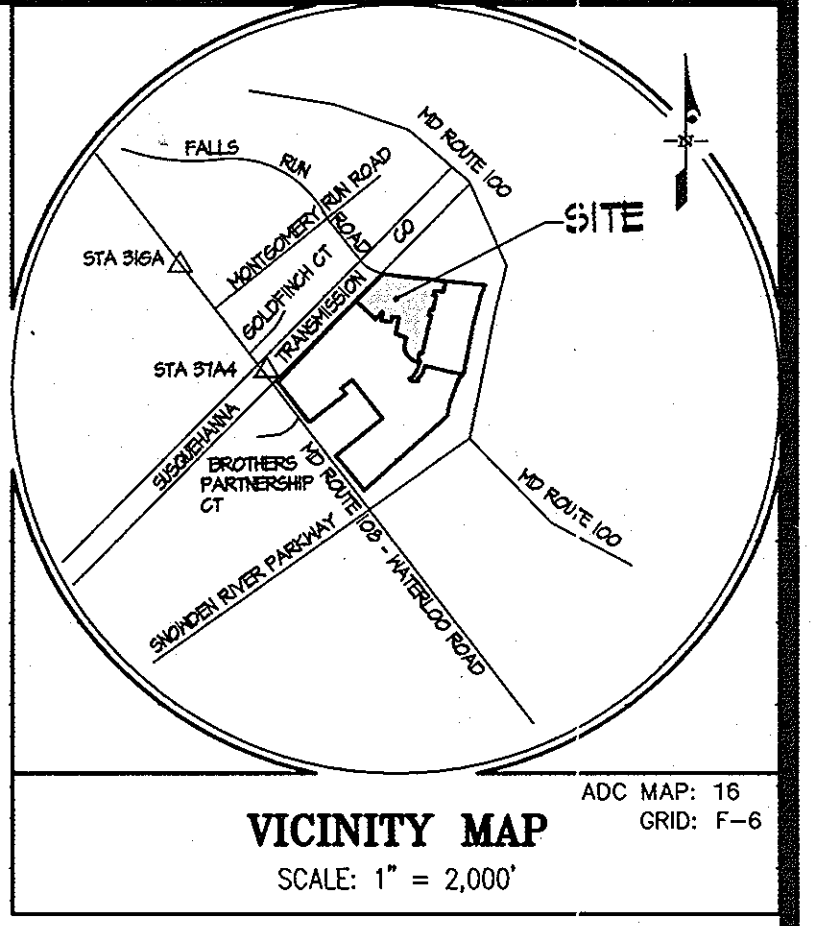 MD ROUTE 100
FALLS RUN ROAD
MONTGOMERY RUN ROAD
SITE
N
STA 31GA
GOLDFINCH CT
SUSQUEHANNA TRANSMISSION CO
STA 37A4
BROTHERS
PARTNERSHIP
CT
MD ROUTE 108 - WATERLOO ROAD
MD ROUTE 100
SNOWDEN RIVER PARKWAY
ADC MAP: 16
GRID: F-6
VICINITY MAP
SCALE: 1" = 2,000'